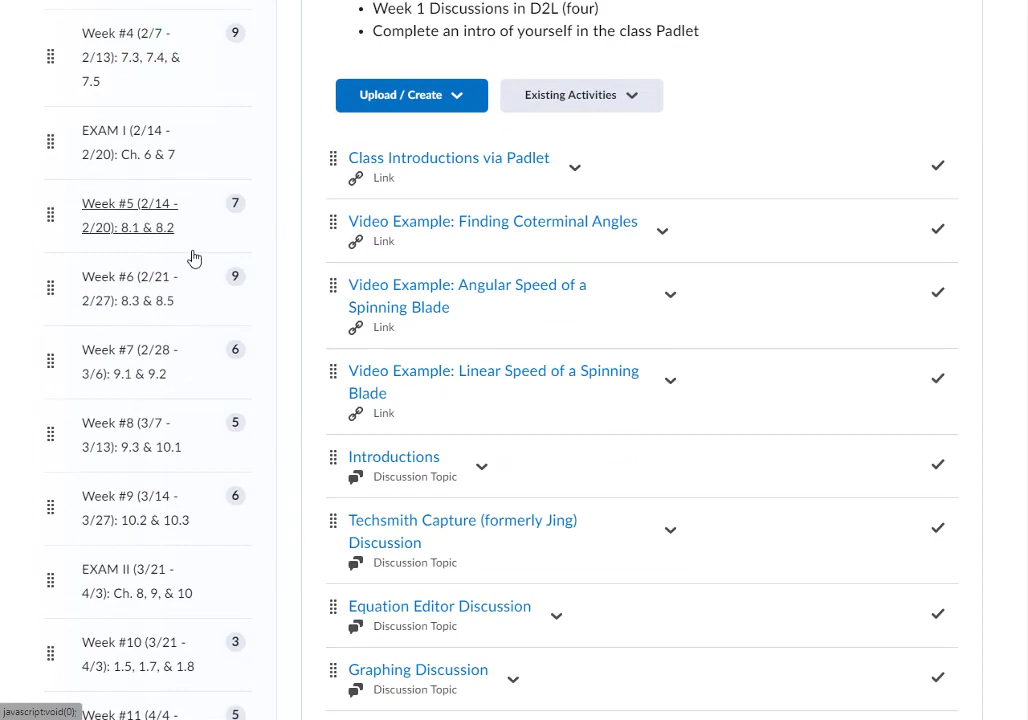 Week #4 (2/7 -
2/13): 7.3, 7.4, &
7.5
9
EXAM I (2/14 -
2/20): Ch. 6 & 7
Week #5 (2/14 -
2/20): 8.1 & 8.2
7
Week #6 (2/21 -
2/27): 8.3 & 8.5
9
Week #7 (2/28 -
3/6): 9.1 & 9.2
6
Week #8 (3/7 -
3/13): 9.3 & 10.1
5
Week #9 (3/14 -
3/27): 10.2 & 10.3
6
EXAM II (3/21 -
4/3): Ch. 8, 9, & 10
Week #10 (3/21 -
4/3): 1.5, 1.7, & 1.8
3
Week #11 (4/4 -
5
javascript:void(0);
• Week 1 Discussions in D2L (four)
• Complete an intro of yourself in the class Padlet
Upload / Create
Existing Activities
Class Introductions via Padlet
Link
Video Example: Finding Coterminal Angles
Link
Video Example: Angular Speed of a
Spinning Blade
Link
Video Example: Linear Speed of a Spinning
Blade
Link
Introductions
Discussion Topic
Techsmith Capture (formerly Jing)
Discussion
Discussion Topic
Equation Editor Discussion
Discussion Topic
Graphing Discussion
Discussion Topic